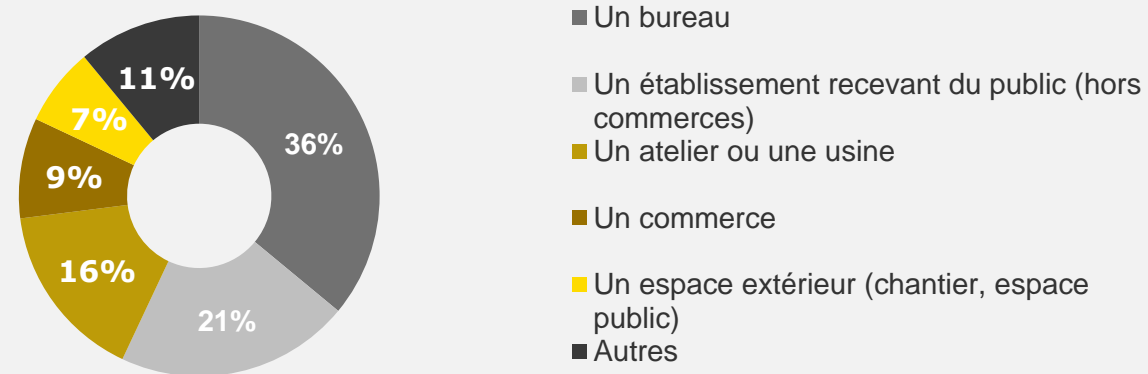 36%
21%
16%
9%
7%
11%
Un bureau
Un établissement recevant du public (hors
commerces)
Un atelier ou une usine
Un commerce
Un espace extérieur (chantier, espace
public)
Autres